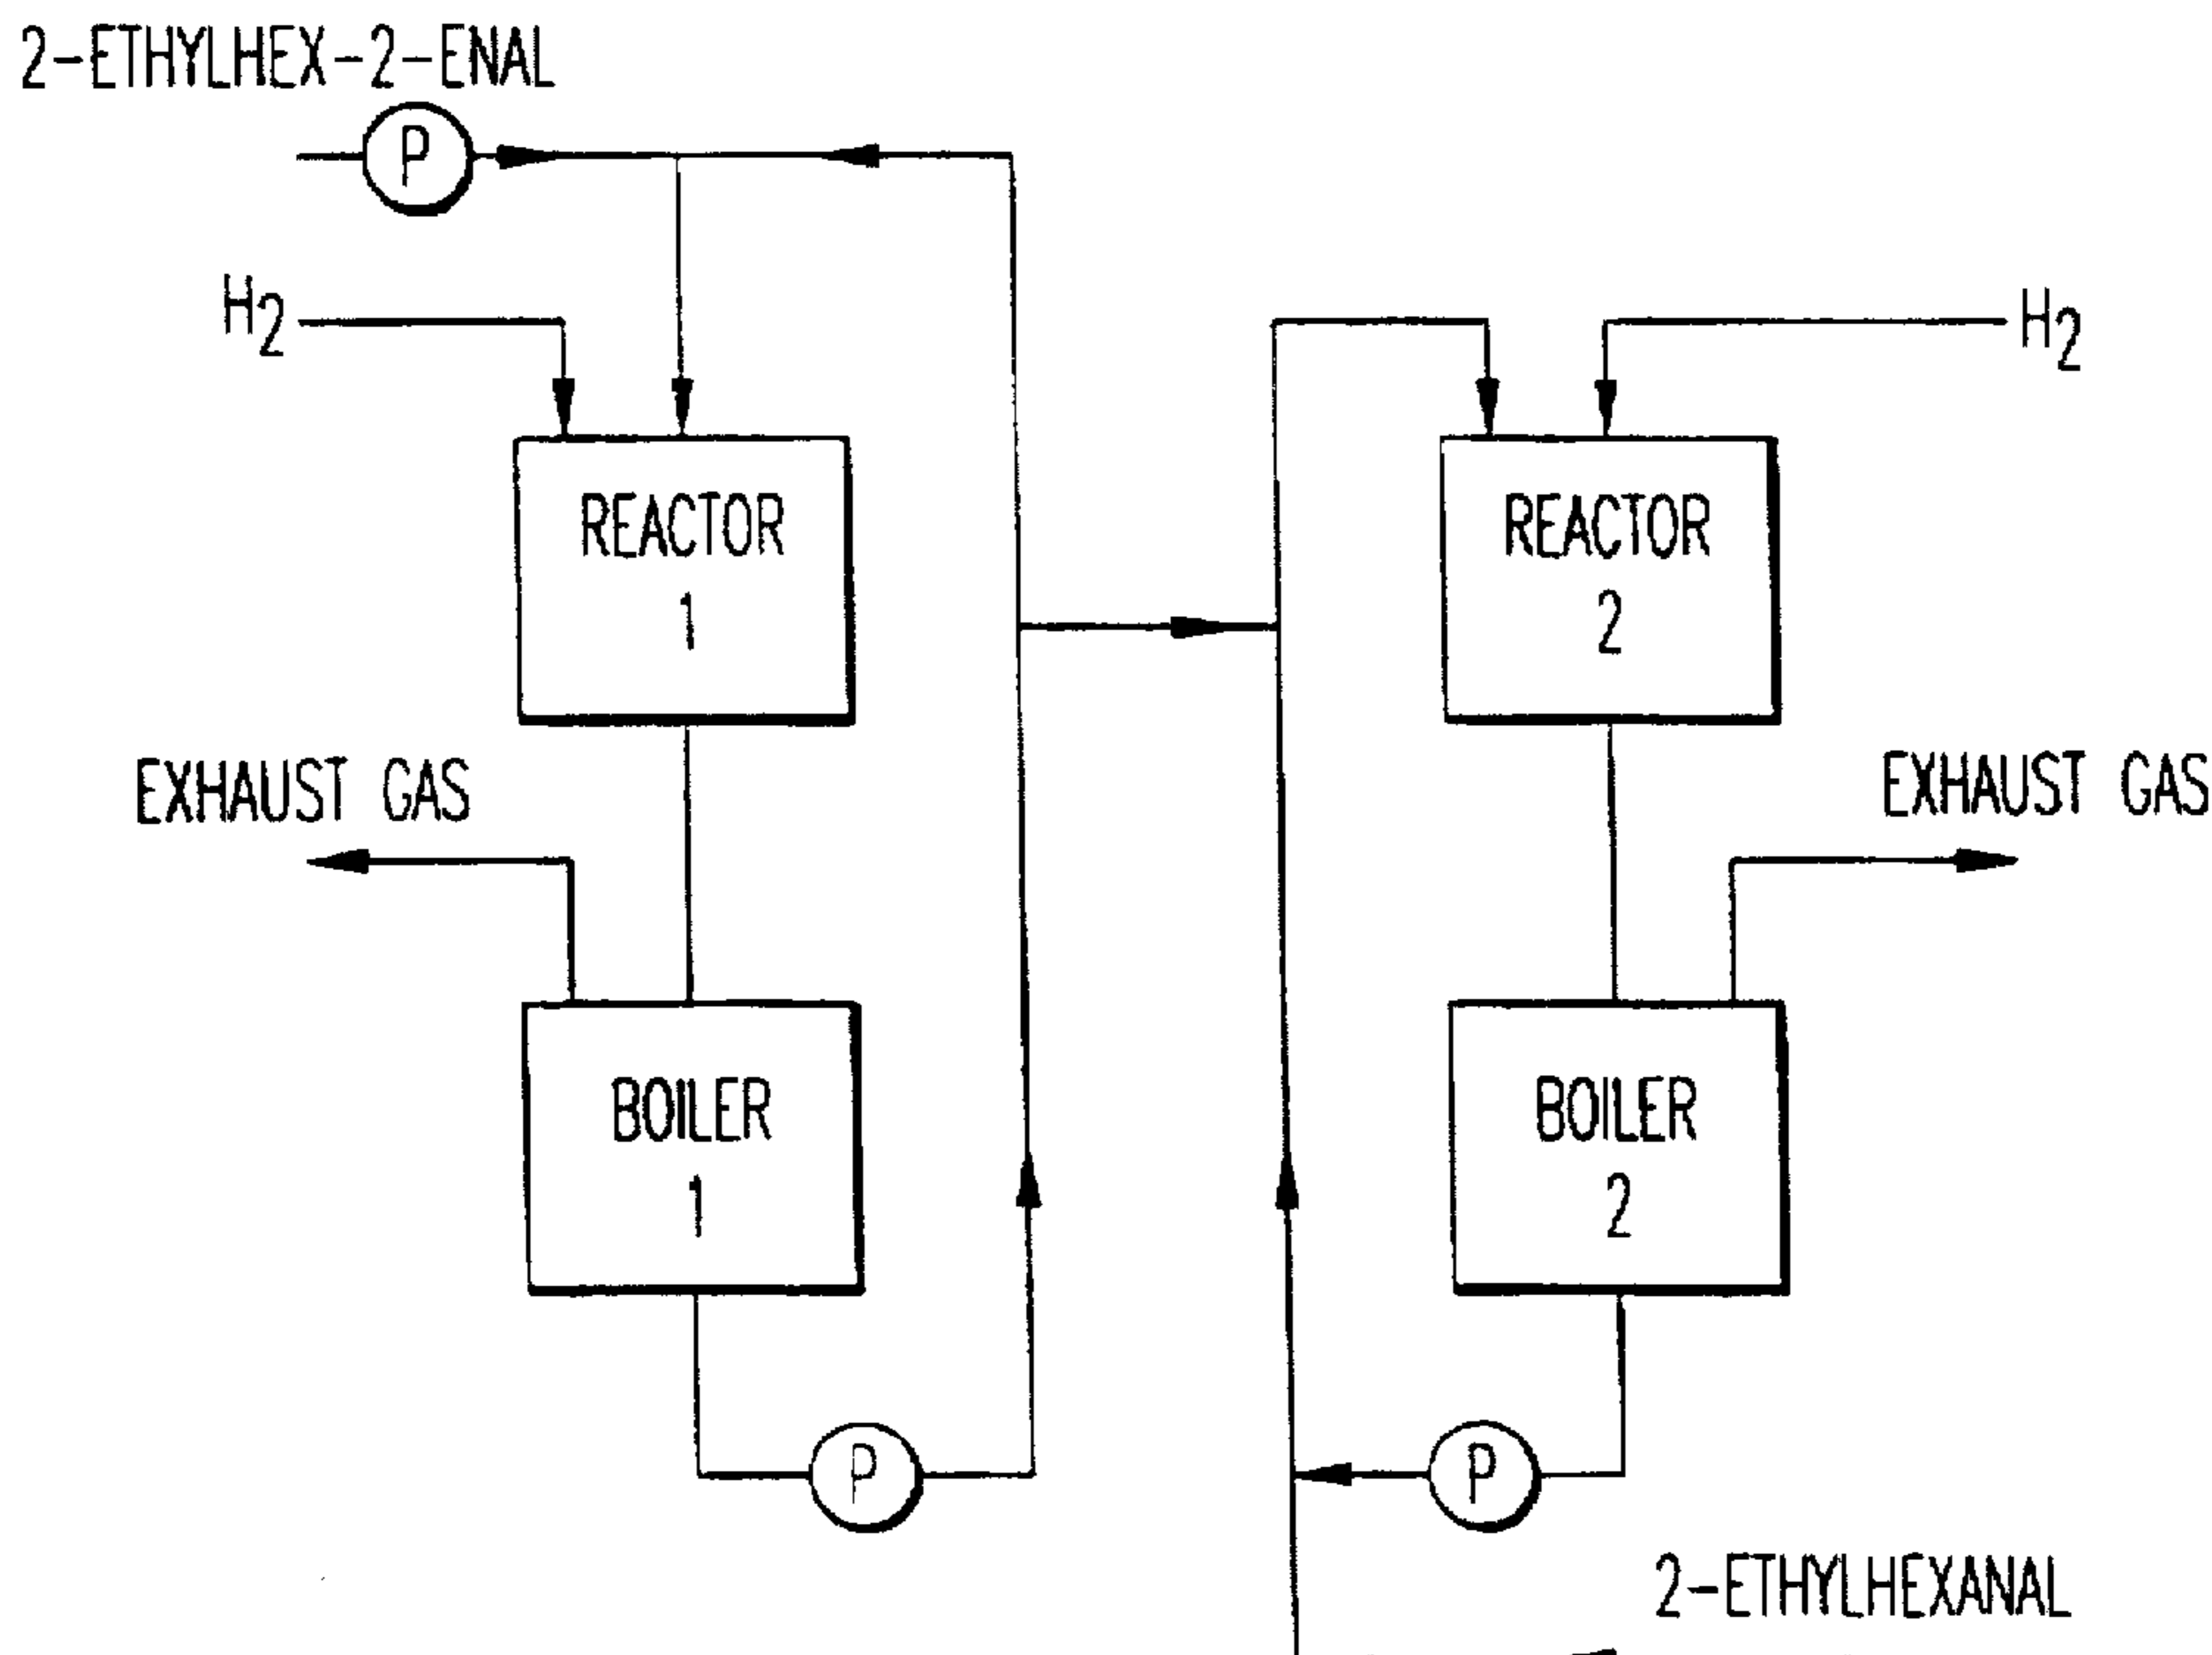 2-ETHYLHEX-2-ENAL
P
H2
H2
REACTOR
1
REACTOR
2
EXHAUST GAS
EXHAUST GAS
BOILER
1
BOILER
2
P
P
2-ETHYLHEXANAL